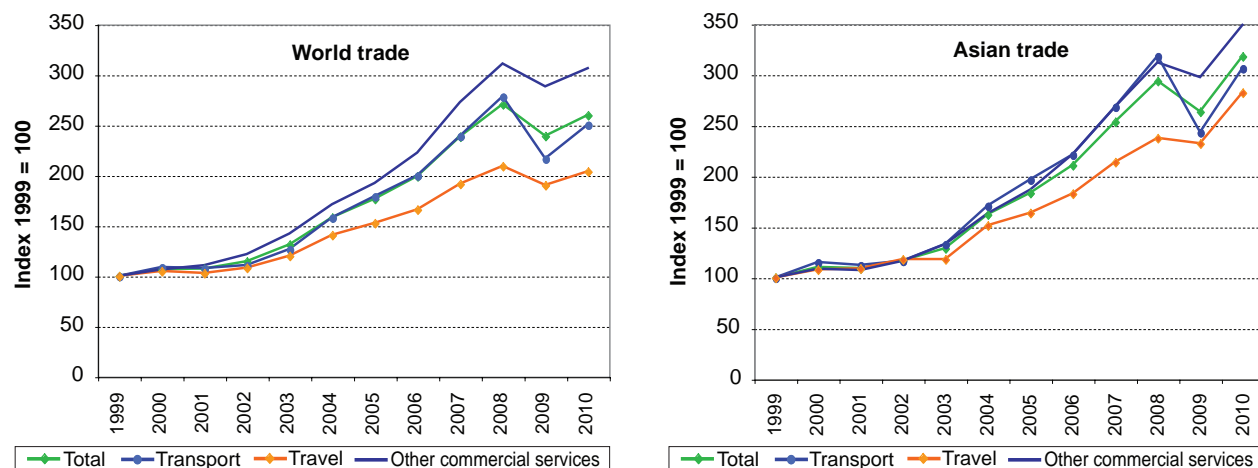 World trade
Index 1999 = 100
350
300
250
200
150
100
50
0
1999 2000 2001 2002 2003 2004 2005 2006 2007 2008 2009 2010
Total Transport Travel Other commercial services
Asian trade
Index 1999 = 100
350
300
250
200
150
100
50
0
1999 2000 2001 2002 2003 2004 2005 2006 2007 2008 2009 2010
Total Transport Travel Other commercial services